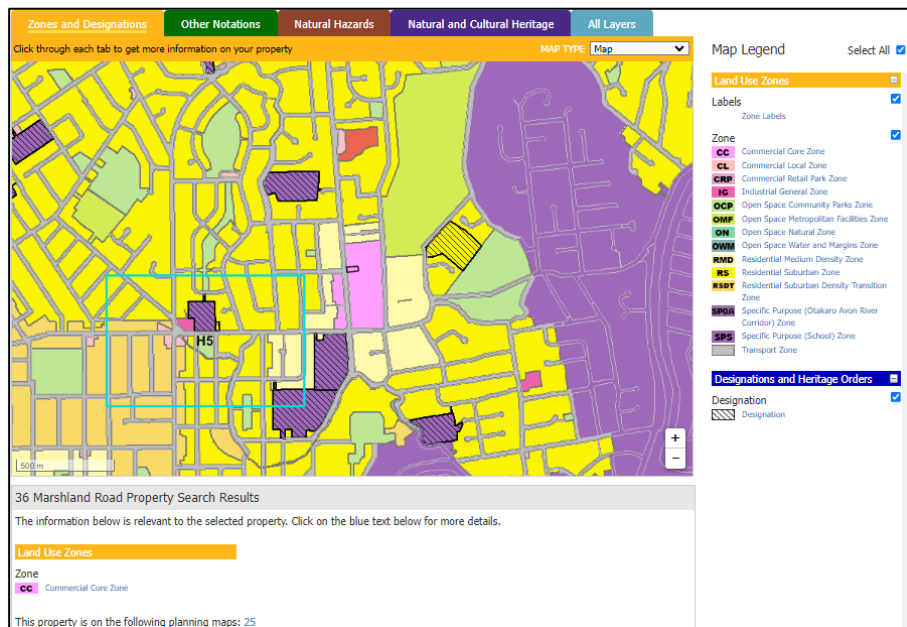 Zones and Designations
Other Notations
Natural Hazards
Natural and Cultural Heritage
All Layers
Click through each tab to get more information on your property
MAP TYPE Map
Map Legend
Select All
Land Use Zones
Labels
Zone Labels
Zone
CC Commercial Core Zone
CL Commercial Local Zone
CRP Commercial Retail Park Zone
IG Industrial General Zone
OCP Open Space Community Parks Zone
OMF Open Space Metropolitan Facilities Zone
ON Open Space Natural Zone
OWM Open Space Water and Margins Zone
RMD Residential Medium Density Zone
RS Residential Suburban Zone
RSDT Residential Suburban Density Transition
Zone
SPOA Specific Purpose (Otakaro Avon River
Corridor) Zone
SPS Specific Purpose (School) Zone
Transport Zone
Designations and Heritage Orders
Designation
Designation
H5
+
−
500 m
36 Marshland Road Property Search Results
The information below is relevant to the selected property. Click on the blue text below for more details.
Land Use Zones
Zone
CC Commercial Core Zone
This property is on the following planning maps: 25